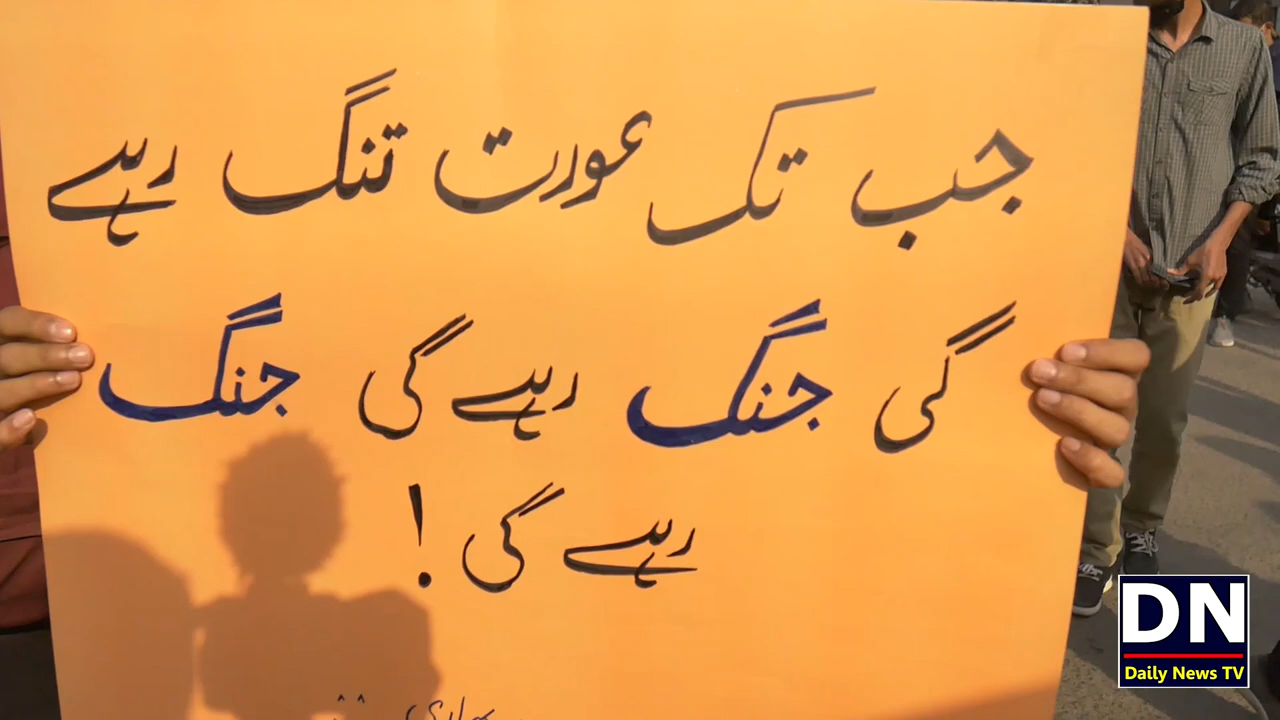 جب تک عورت تنگ رہے
گی جنگ رہے گی جنگ
رہے گی !
DN
Daily News TV